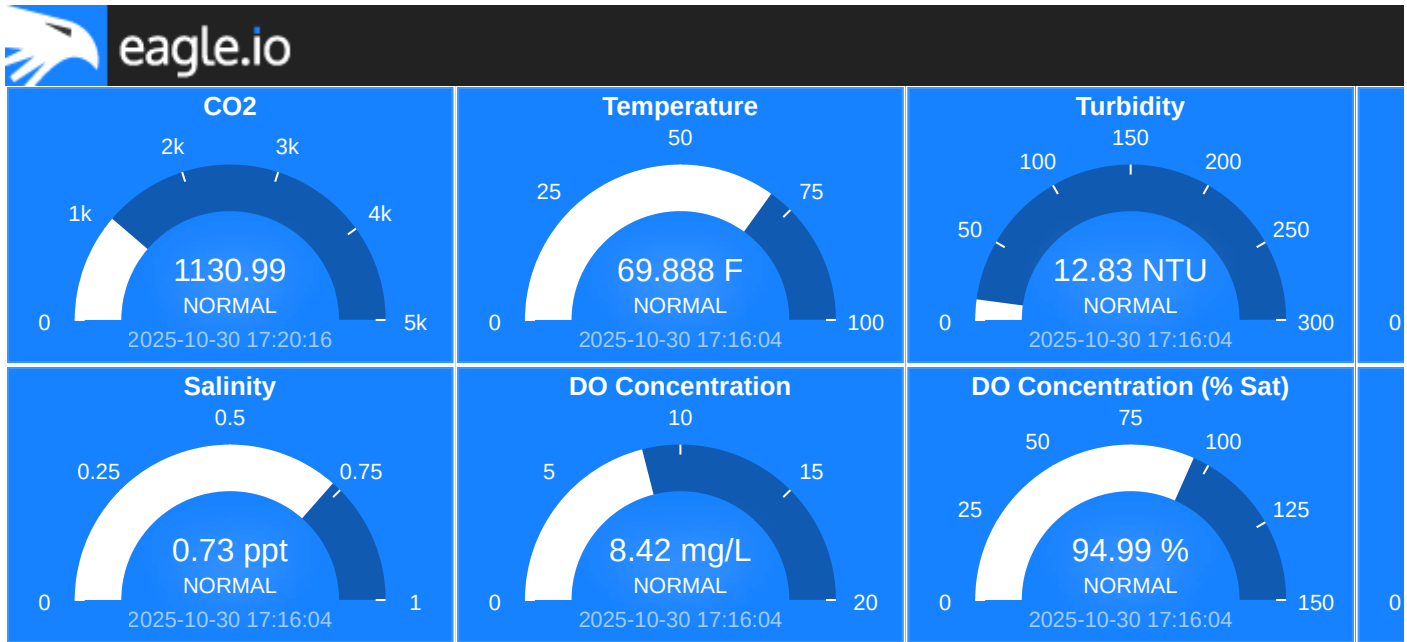 eagle.io
CO2
2k 3k
1k 4k
1130.99
NORMAL
0 5k
2025-10-30 17:20:16
Temperature
50
25 75
69.888 F
NORMAL
0 100
2025-10-30 17:16:04
Turbidity
150
100 200
50 250
12.83 NTU
NORMAL
0 300
2025-10-30 17:16:04
0
Salinity
0.5
0.25 0.75
0.73 ppt
NORMAL
0 1
2025-10-30 17:16:04
DO Concentration
10
5 15
8.42 mg/L
NORMAL
0 20
2025-10-30 17:16:04
DO Concentration (% Sat)
75
50 100
25 125
94.99 %
NORMAL
0 150
2025-10-30 17:16:04
0